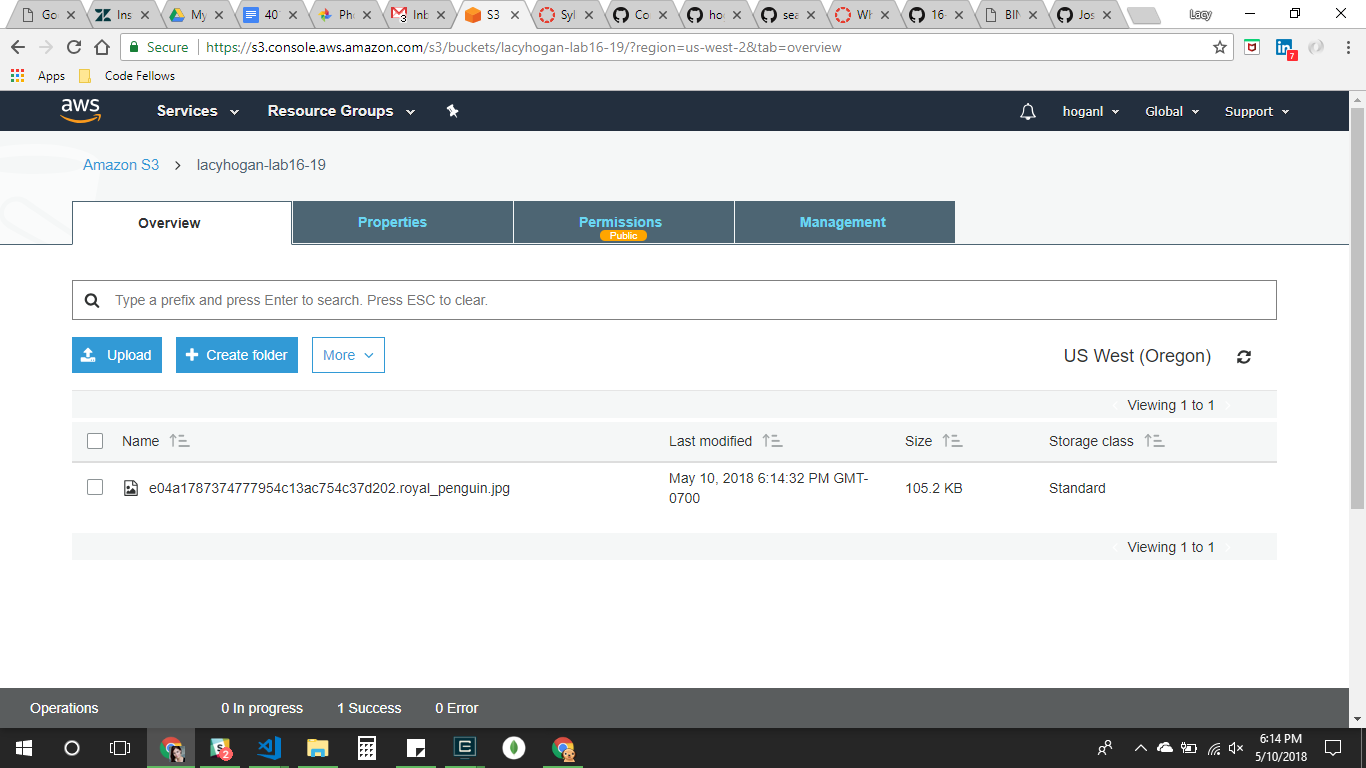 Go Ins My 40 Pho Inb S3 Syl Co ho sea Wh 16- BIN Jos Lacy
Secure https://s3.console.aws.amazon.com/s3/buckets/lacyhogan-lab16-19/?region=us-west-2&tab=overview 7
Apps Code Fellows
aws Services Resource Groups hoganl Global Support
Amazon S3 > lacyhogan-lab16-19
Overview Properties Permissions Management
Public
Type a prefix and press Enter to search. Press ESC to clear.
Upload + Create folder More US West (Oregon)
Viewing 1 to 1
Name Last modified Size Storage class
e04a1787374777954c13ac754c37d202.royal_penguin.jpg May 10, 2018 6:14:32 PM GMT-
0700 105.2 KB Standard
Viewing 1 to 1
Operations 0 In progress 1 Success 0 Error
2
6:14 PM
5/10/2018